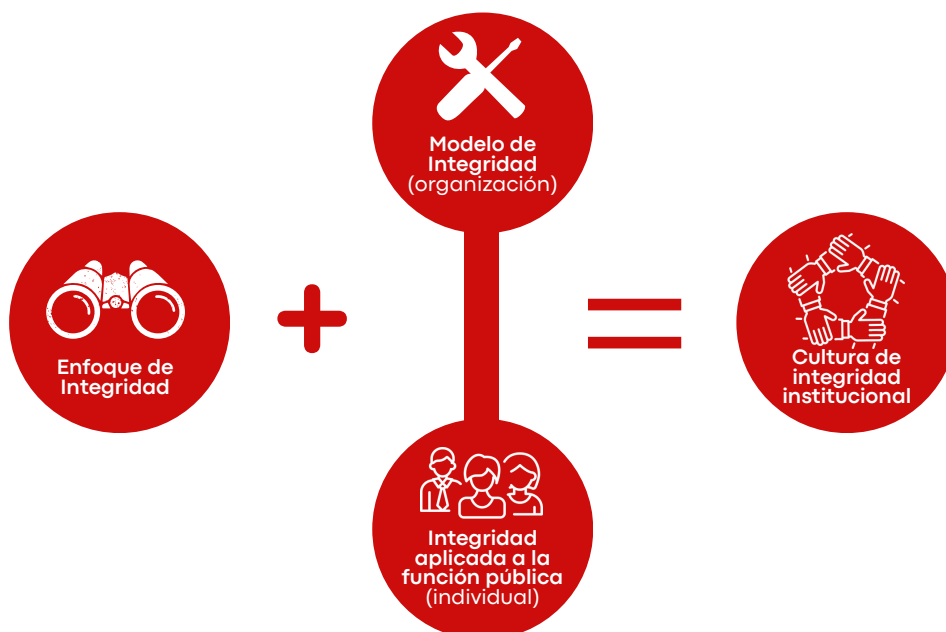 Modelo de
Integridad
(organización)
Enfoque de
Integridad
+
=
Cultura de
integridad
institucional
Integridad
aplicada a la
función pública
(individual)